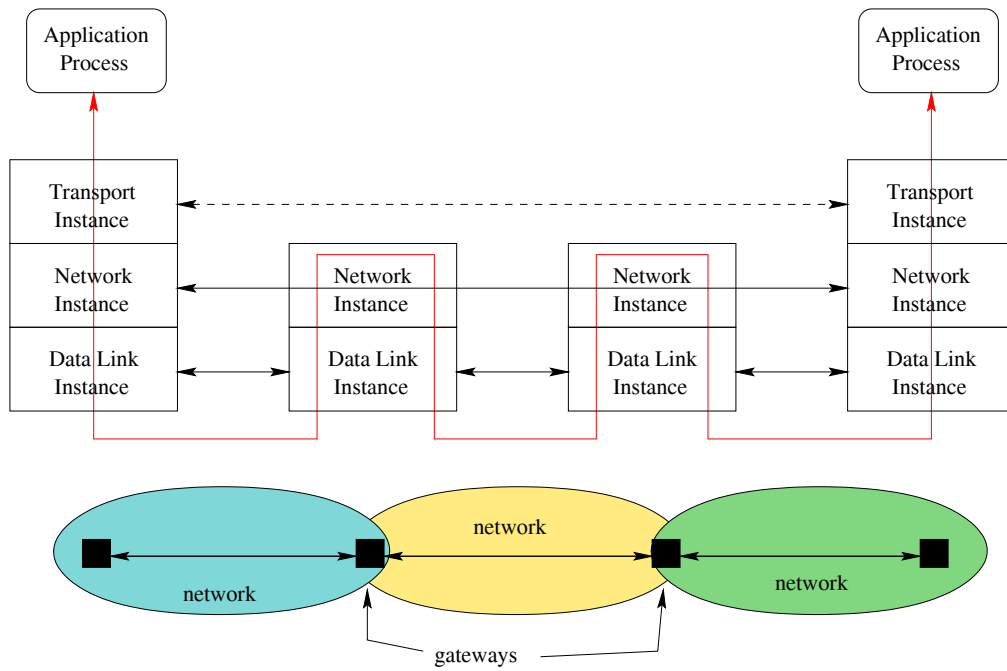 Application
Process
Application
Process
Transport
Instance
Transport
Instance
Network
Instance
Network
Instance
Network
Instance
Network
Instance
Data Link
Instance
Data Link
Instance
Data Link
Instance
Data Link
Instance
network
network
network
gateways